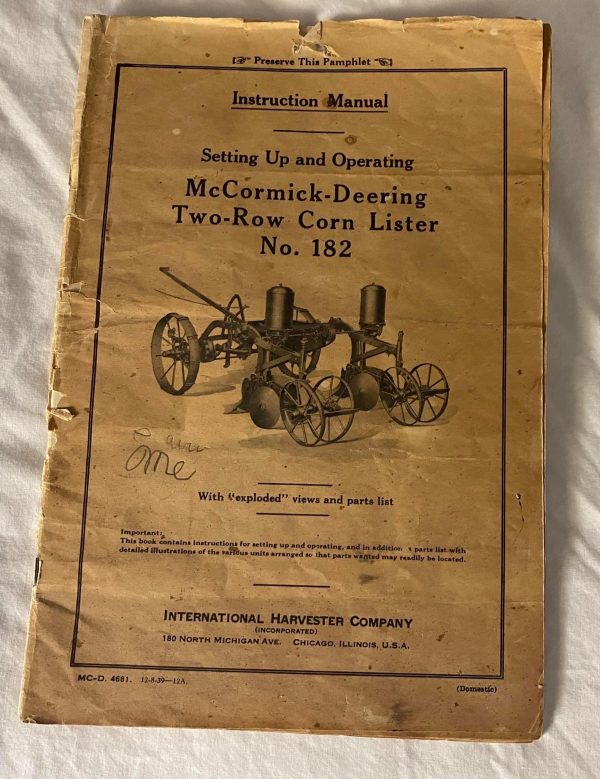 Preserve This Pamphlet
Instruction Manual
Setting Up and Operating
McCormick-Deering
Two-Row Corn Lister
No. 182
me
With "exploded" views and parts list
Important:
This book contains instructions for setting up and operating, and in addition a parts list with
detailed illustrations of the various units arranged so that parts wanted may readily be located.
INTERNATIONAL HARVESTER COMPANY
(INCORPORATED)
180 NORTH MICHIGAN AVE. CHICAGO, ILLINOIS, U.S.A.
MC-D. 4681. 12-8-39—12A.
(Domestic)